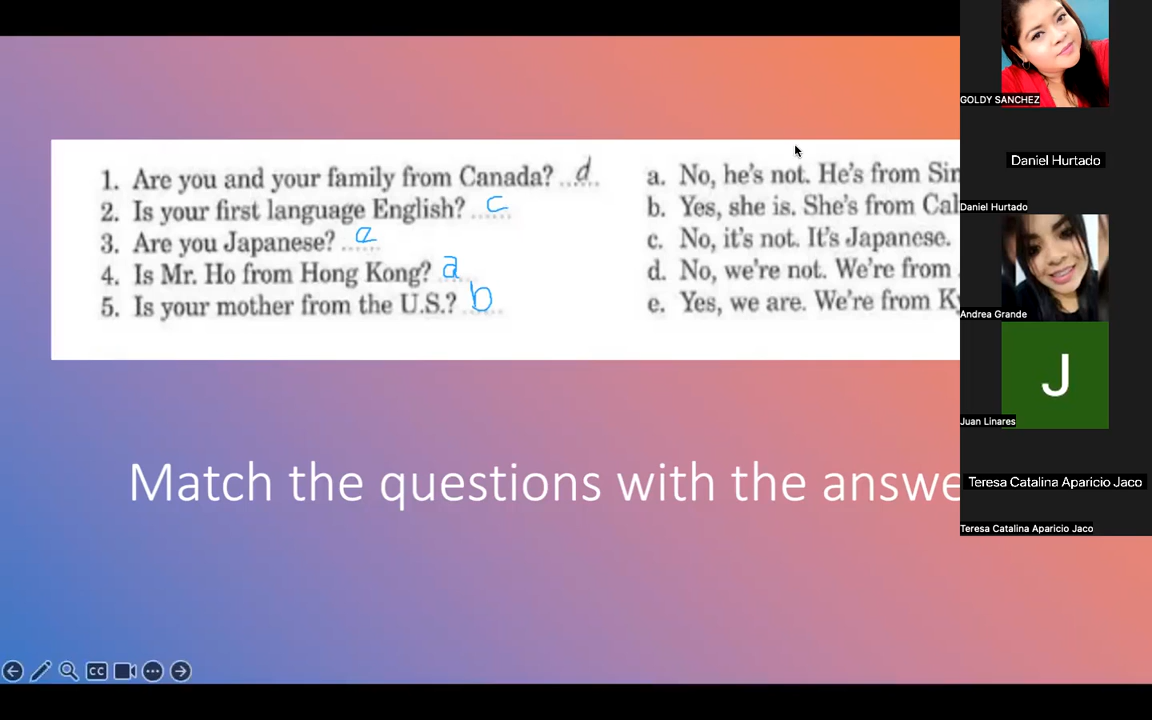 1. Are you and your family from Canada? d
2. Is your first language English? c
3. Are you Japanese? e
4. Is Mr. Ho from Hong Kong? a
5. Is your mother from the U.S.? b
a. No, he's not. He's from Sin
b. Yes, she is. She's from Cal
c. No, it's not. It's Japanese.
d. No, we're not. We're from
e. Yes, we are. We're from Ky
Match the questions with the answe
CC
GOLDY SANCHEZ
Daniel Hurtado
Daniel Hurtado
Andrea Grande
J
Juan Linares
Teresa Catalina Aparicio Jaco
Teresa Catalina Aparicio Jaco